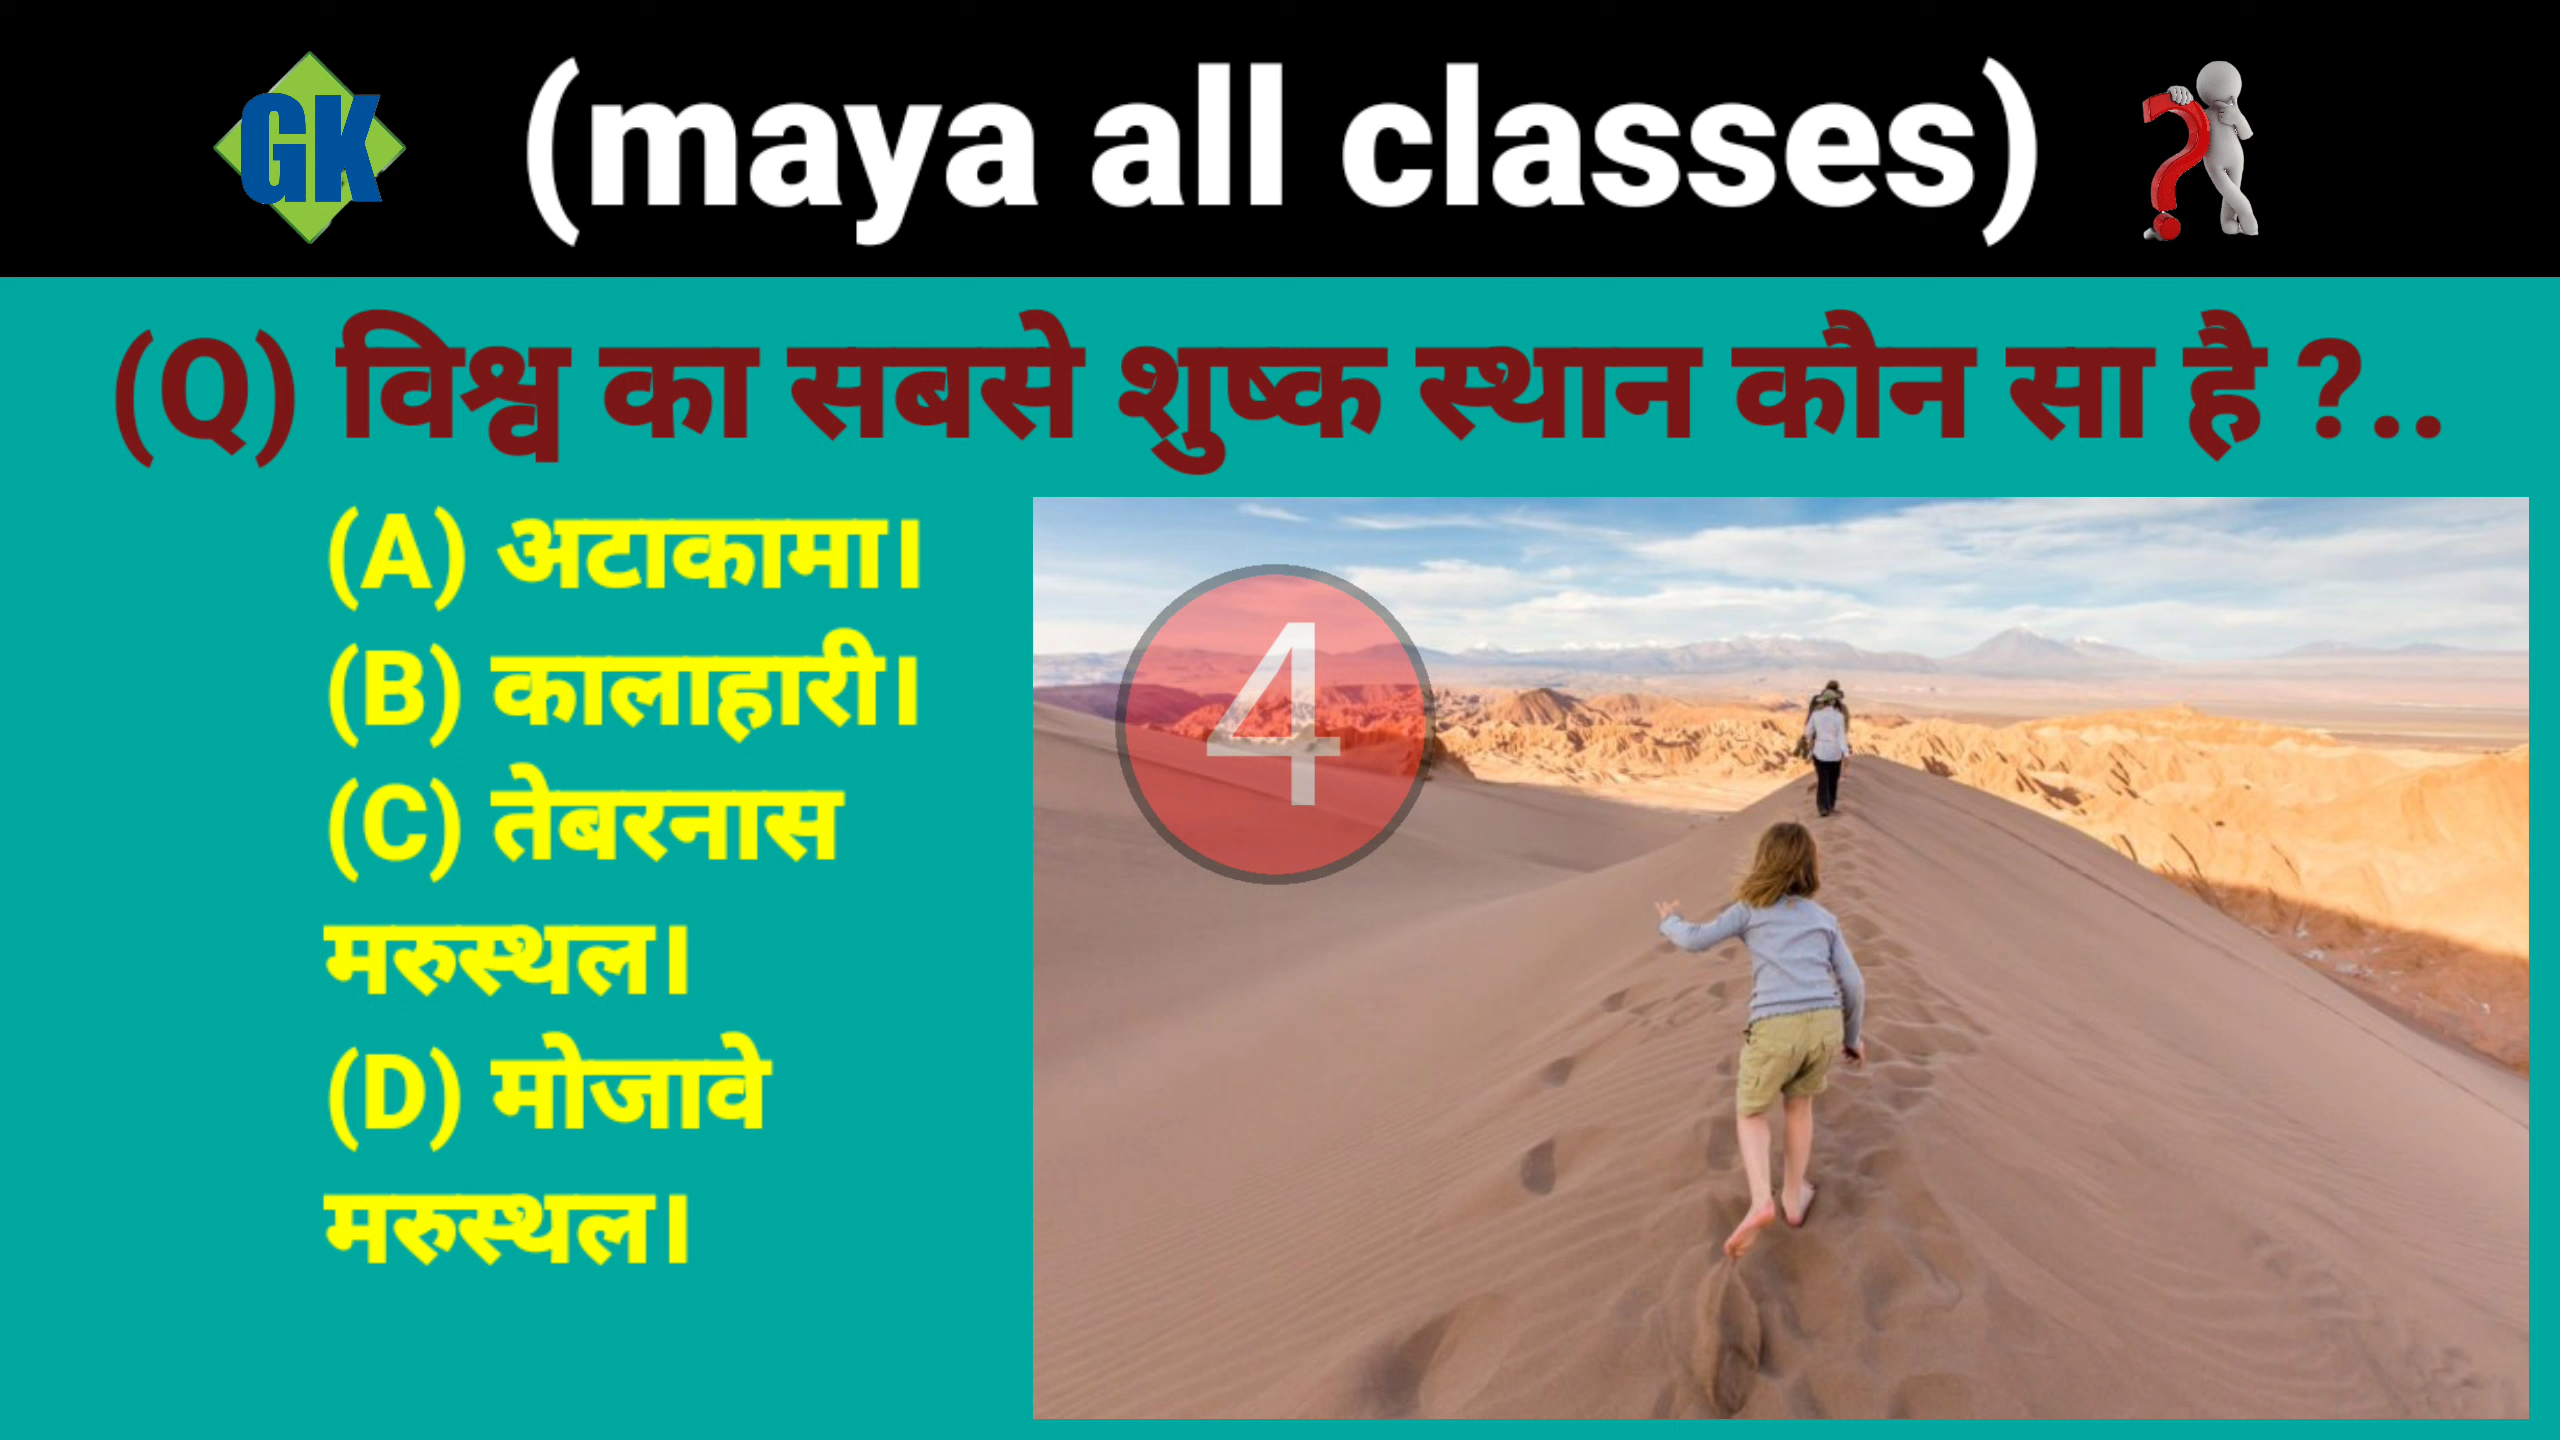 GK
(maya all classes)
(Q) विश्व का सबसे शुष्क स्थान कौन सा है ?..
(A) अटाकामा।
(B) कालाहारी।
(C) तेबरनास
मरुस्थल।
(D) मोजावे
मरुस्थल।
4